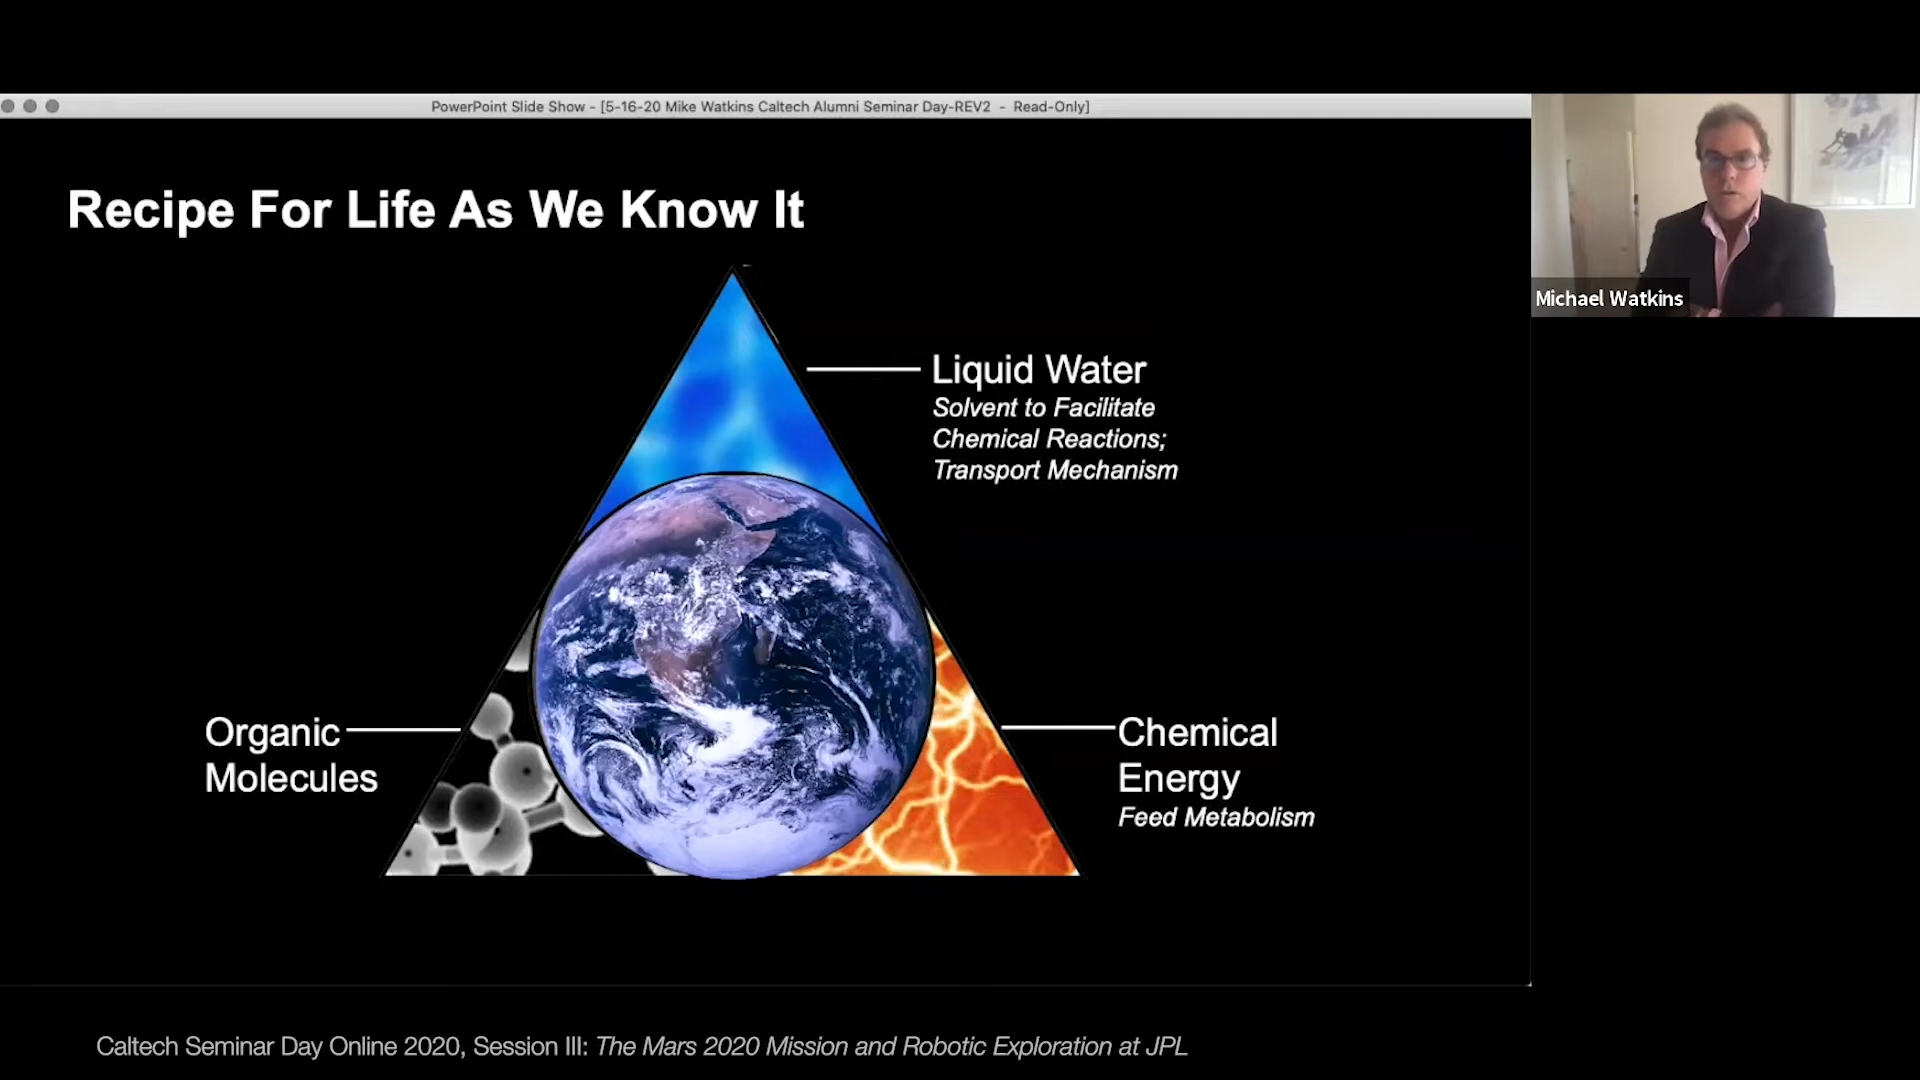 PowerPoint Slide Show - [5-16-20 Mike Watkins Caltech Alumni Seminar Day-REV2 - Read-Only]
Recipe For Life As We Know It
Michael Watkins
Liquid Water
Solvent to Facilitate
Chemical Reactions;
Transport Mechanism
Organic
Molecules
Chemical
Energy
Feed Metabolism
Caltech Seminar Day Online 2020, Session III: The Mars 2020 Mission and Robotic Exploration at JPL